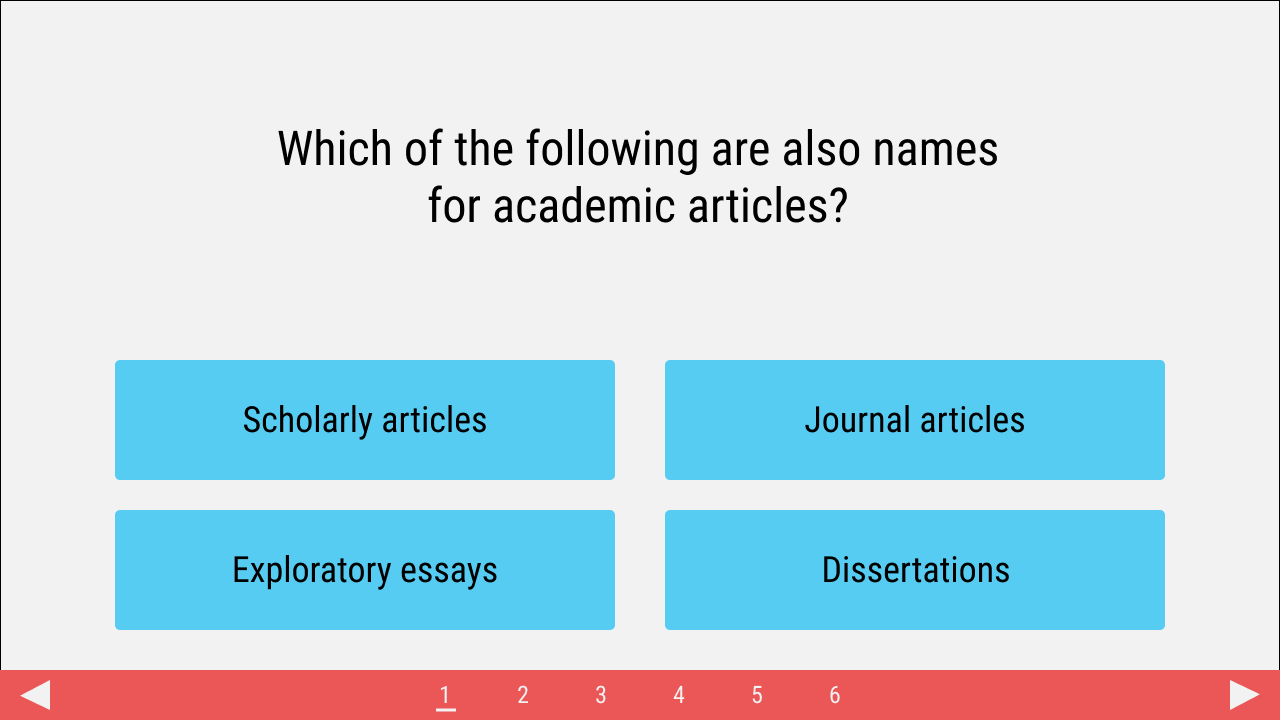 Which of the following are also names
for academic articles?
Scholarly articles
Journal articles
Exploratory essays
Dissertations
1 2 3 4 5 6